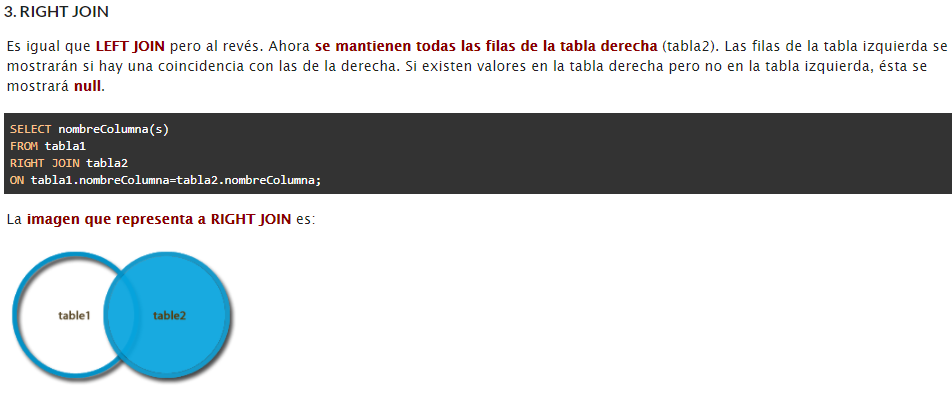 3. RIGHT JOIN
Es igual que LEFT JOIN pero al revés. Ahora se mantienen todas las filas de la tabla derecha (tabla2). Las filas de la tabla izquierda se
mostrarán si hay una coincidencia con las de la derecha. Si existen valores en la tabla derecha pero no en la tabla izquierda, ésta se
mostrará null.
SELECT nombreColumna(s)
FROM tabla1
RIGHT JOIN tabla2
ON tabla1.nombreColumna=tabla2.nombreColumna;
La imagen que representa a RIGHT JOIN es:
table1 table2